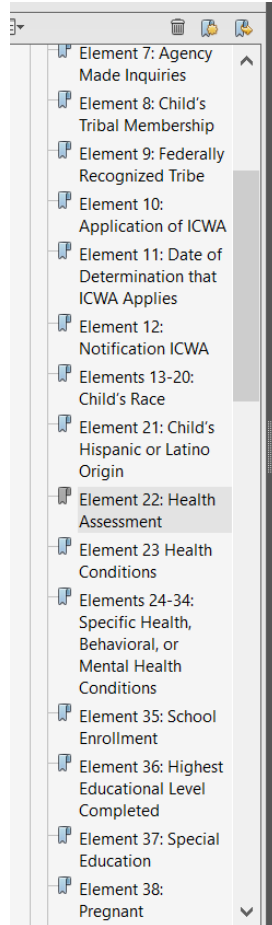 Element 7: Agency
Made Inquiries
Element 8: Child's
Tribal Membership
Element 9: Federally
Recognized Tribe
Element 10:
Application of ICWA
Element 11: Date of
Determination that
ICWA Applies
Element 12:
Notification ICWA
Elements 13-20:
Child's Race
Element 21: Child's
Hispanic or Latino
Origin
Element 22: Health
Assessment
Element 23 Health
Conditions
Elements 24-34:
Specific Health,
Behavioral, or
Mental Health
Conditions
Element 35: School
Enrollment
Element 36: Highest
Educational Level
Completed
Element 37: Special
Education
Element 38:
Pregnant